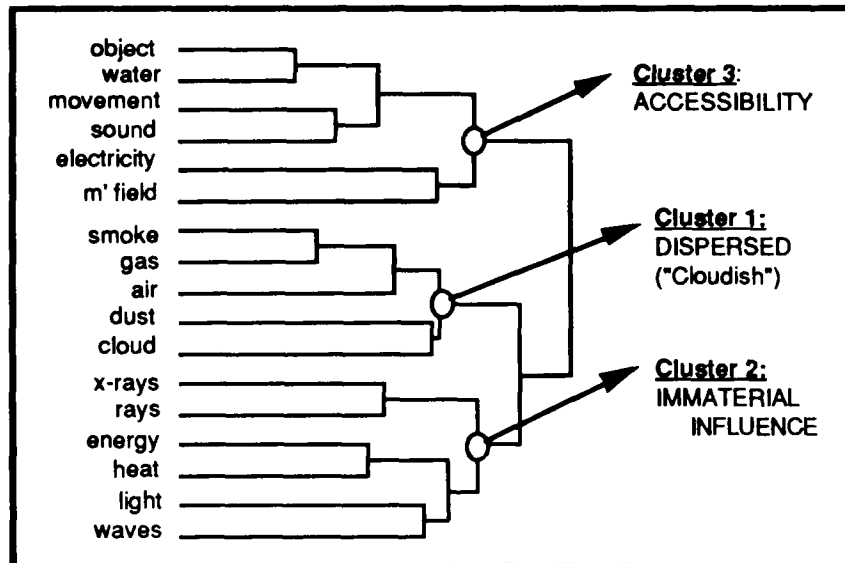 object
water
movement
sound
electricity
m' field
smoke
gas
air
dust
cloud
x-rays
rays
energy
heat
light
waves
Cluster 3:
ACCESSIBILITY
Cluster 1:
DISPERSED
("Cloudish")
Cluster 2:
IMMATERIAL
INFLUENCE